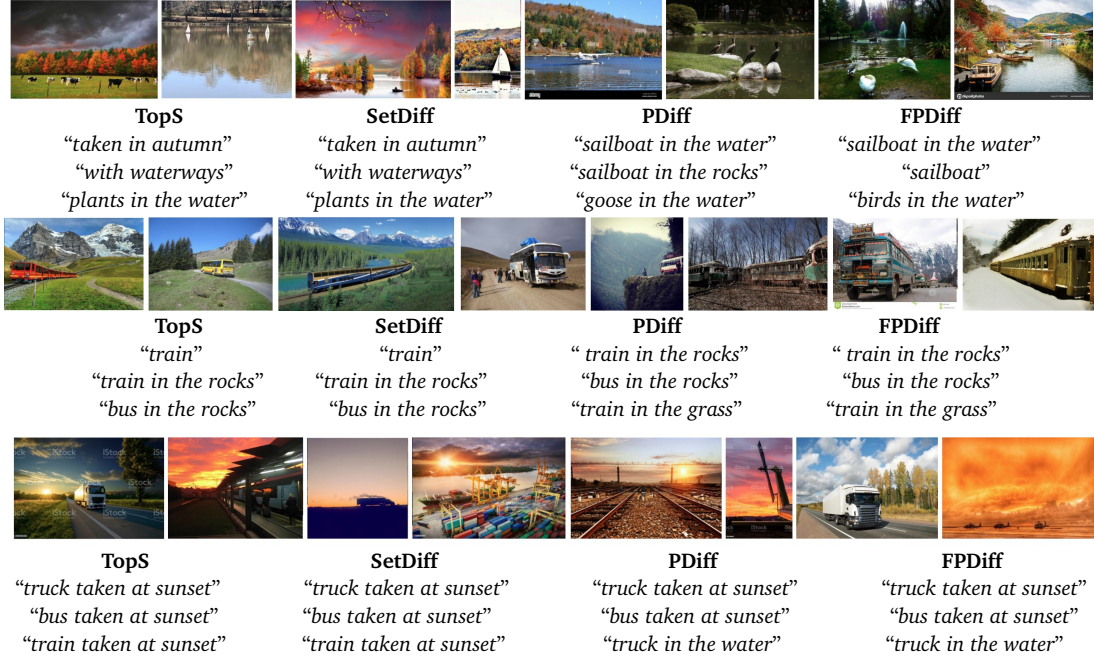 alamy
depositphotos
TopS SetDiff PDiff FPDiff
“taken in autumn” “taken in autumn” “sailboat in the water” “sailboat in the water”
“with waterways” “with waterways” “sailboat in the rocks” “sailboat”
“plants in the water” “plants in the water” “goose in the water” “birds in the water”
TopS SetDiff PDiff FPDiff
“train” “train” “ train in the rocks” “ train in the rocks”
“train in the rocks” “train in the rocks” “bus in the rocks” “bus in the rocks”
“bus in the rocks” “bus in the rocks” “train in the grass” “train in the grass”
iStock iStock
iStock
iStock
iStock
TopS SetDiff PDiff FPDiff
“truck taken at sunset” “truck taken at sunset” “truck taken at sunset” “truck taken at sunset”
“bus taken at sunset” “bus taken at sunset” “bus taken at sunset” “bus taken at sunset”
“train taken at sunset” “train taken at sunset” “truck in the water” “truck in the water”